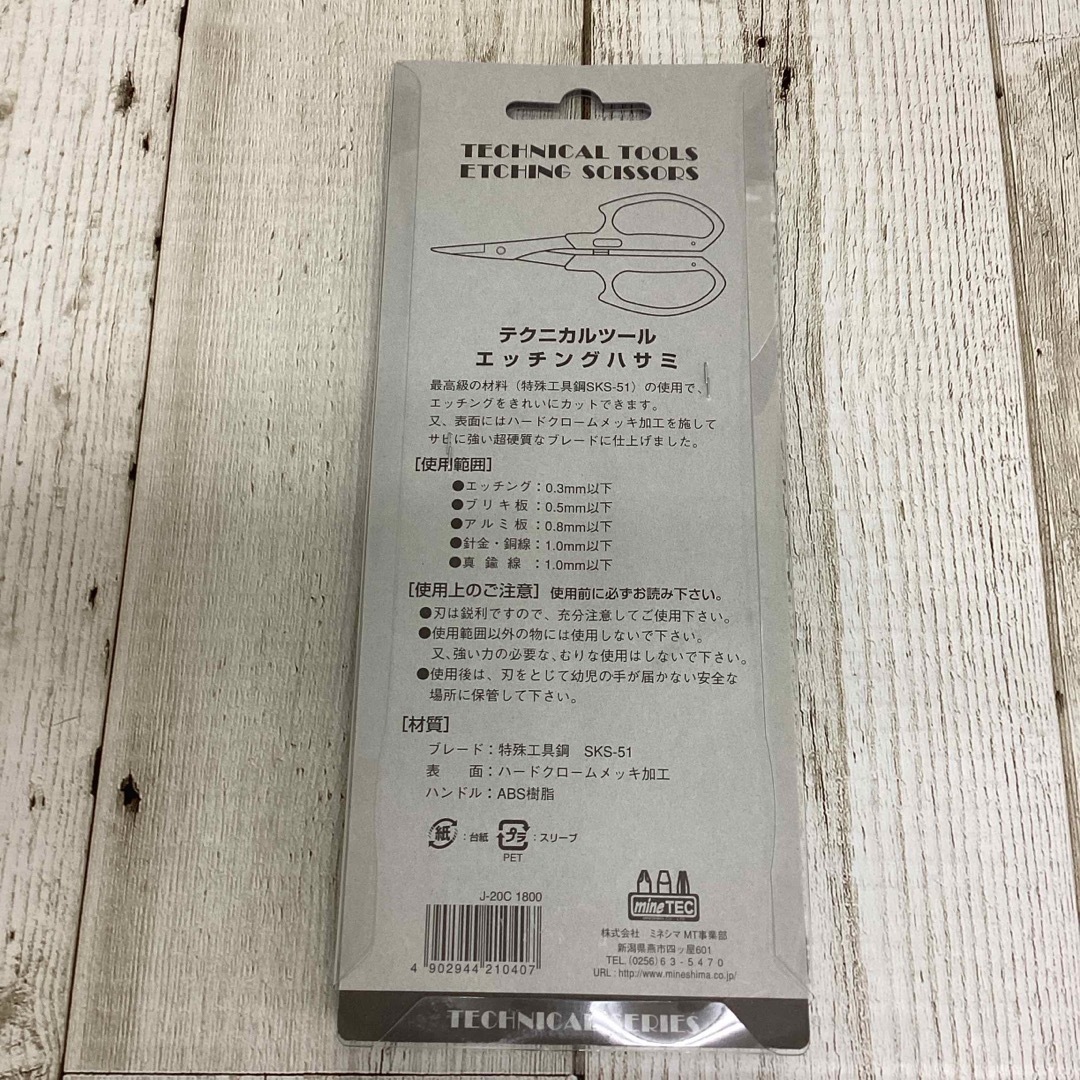 TECHNICAL TOOLS
ETCHING SCISSORS
テクニカルツール
エッチングハサミ
最高級の材料（特殊工具鋼SKS-51）の使用で、
エッチングをきれいにカットできます。
又、表面にはハードクロームメッキ加工を施して
サビに強い超硬質なブレードに仕上げました。
［使用範囲］
●エッチング：0.3mm以下
●ブリキ板：0.5mm以下
●アルミ板：0.8mm以下
●針金・銅線：1.0mm以下
●真鍮線：1.0mm以下
［使用上のご注意］使用前に必ずお読み下さい。
●刃は鋭利ですので、充分注意してご使用下さい。
●使用範囲以外の物には使用しないで下さい。
又、強い力の必要な、むりな使用はしないで下さい。
●使用後は、刃をとじて幼児の手が届かない安全な
場所に保管して下さい。
［材質］
ブレード：特殊工具鋼 SKS-51
表　面：ハードクロームメッキ加工
ハンドル：ABS樹脂
紙：台紙 プラ：スリーブ
PET
J-20C 1800
4 902944 210407
mineTEC
株式会社 ミネシマ MT事業部
新潟県燕市四ッ屋601
TEL.(0256)63-5470
URL：http://www.mineshima.co.jp/
TECHNICAL SERIES